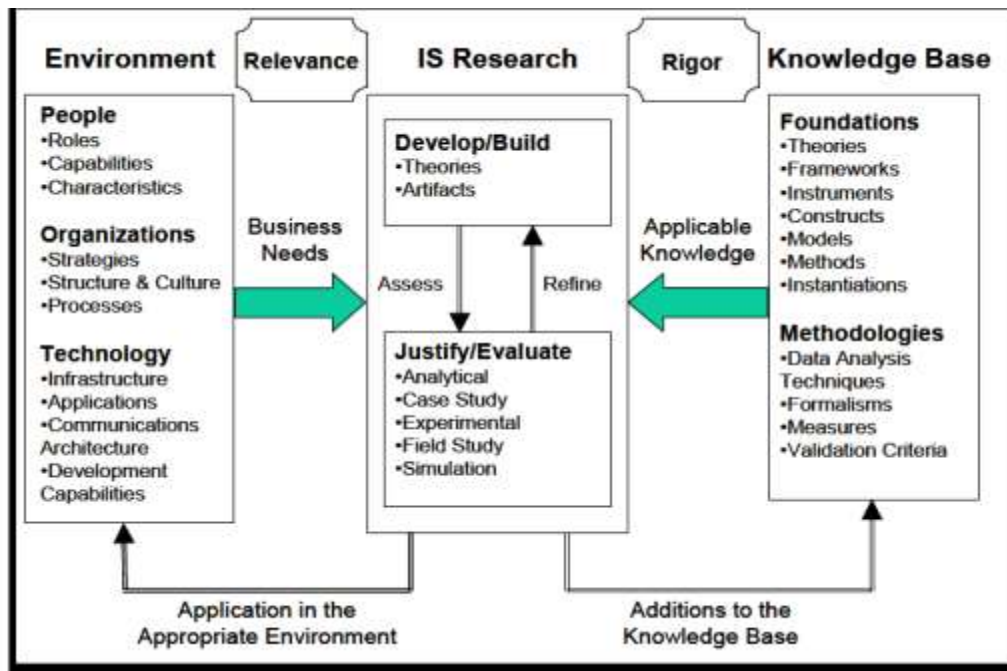 Environment
Relevance
IS Research
Rigor
Knowledge Base
People
•Roles
•Capabilities
•Characteristics
Organizations
•Strategies
•Structure & Culture
•Processes
Technology
•Infrastructure
•Applications
•Communications
Architecture
•Development
Capabilities
Business
Needs
Develop/Build
•Theories
•Artifacts
Assess
Refine
Justify/Evaluate
•Analytical
•Case Study
•Experimental
•Field Study
•Simulation
Applicable
Knowledge
Foundations
•Theories
•Frameworks
•Instruments
•Constructs
•Models
•Methods
•Instantiations
Methodologies
•Data Analysis
Techniques
•Formalisms
•Measures
•Validation Criteria
Application in the
Appropriate Environment
Additions to the
Knowledge Base